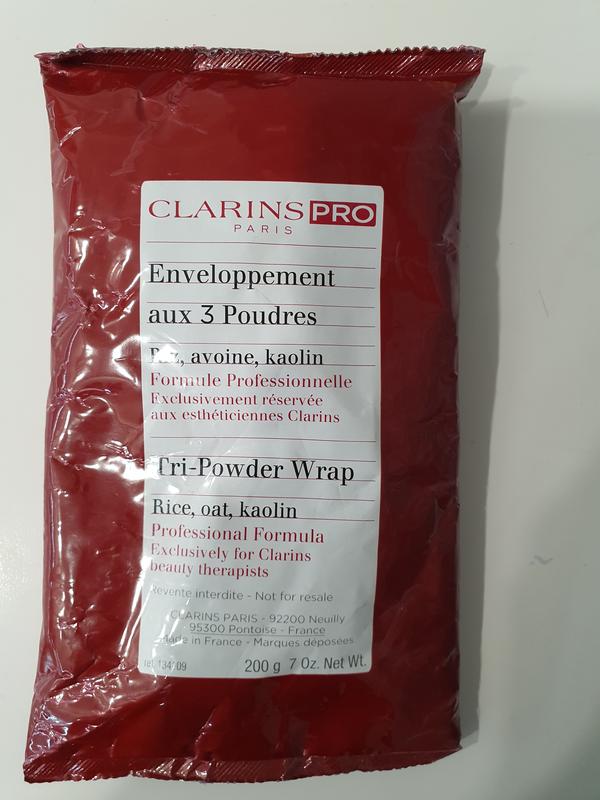 CLARINS PRO
PARIS
Enveloppement
aux 3 Poudres
Riz, avoine, kaolin
Formule Professionnelle
Exclusivement réservée
aux esthéticiennes Clarins
Tri-Powder Wrap
Rice, oat, kaolin
Professional Formula
Exclusively for Clarins
beauty therapists
Revente interdite - Not for resale
CLARINS PARIS - 92200 Neuilly
95300 Pontoise - France
Made in France - Marques déposées
réf.
200 g 7 Oz. Net Wt.